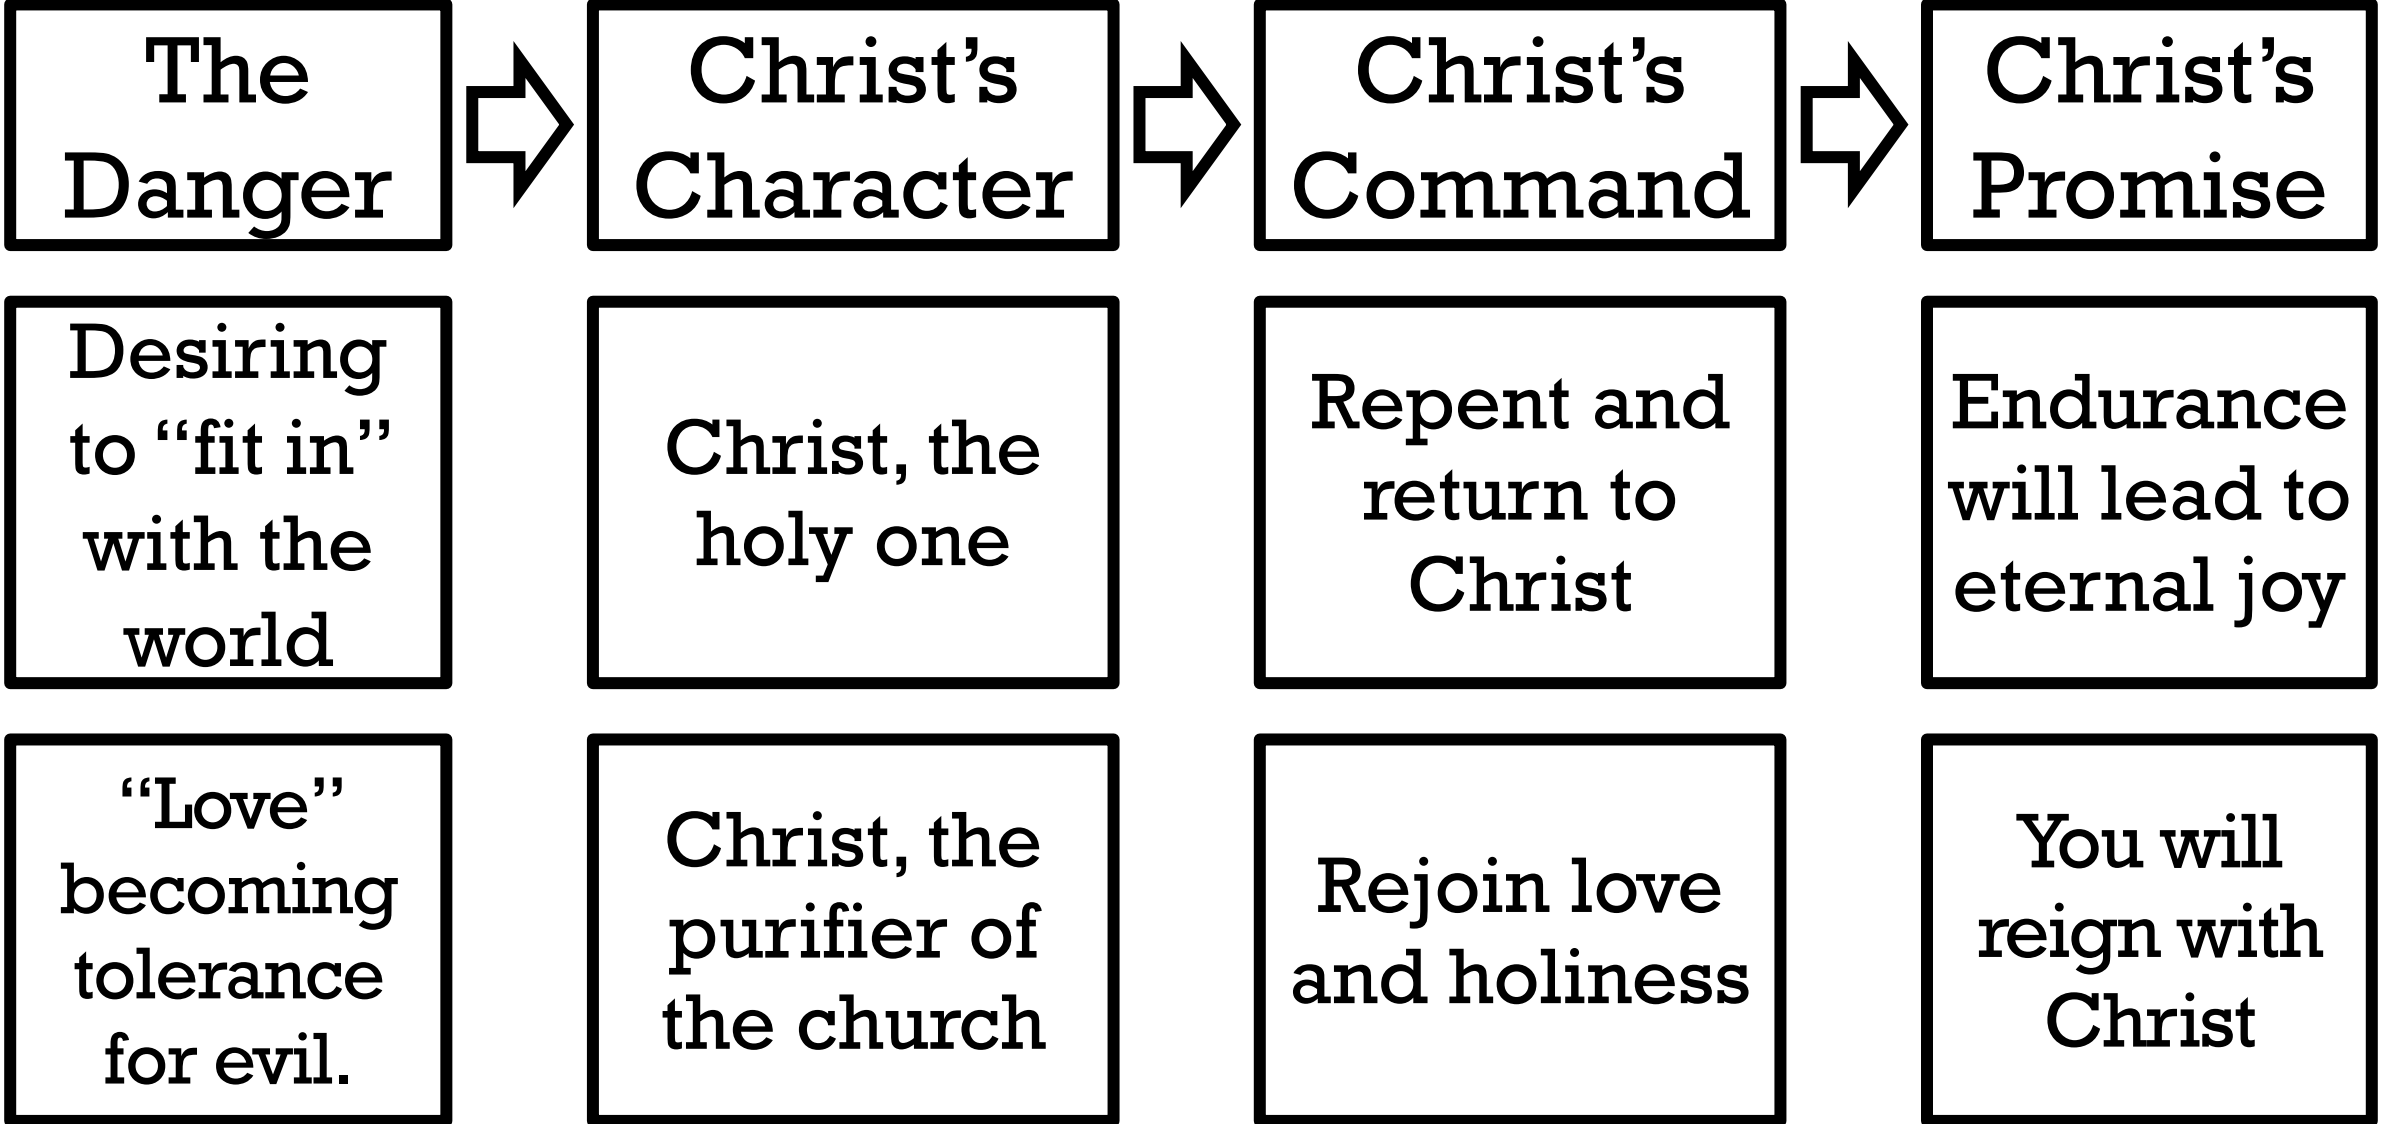 The
Danger
Christ’s
Character
Christ’s
Command
Christ’s
Promise
Desiring
to “fit in”
with the
world
Christ, the
holy one
Repent and
return to
Christ
Endurance
will lead to
eternal joy
“Love”
becoming
tolerance
for evil.
Christ, the
purifier of
the church
Rejoin love
and holiness
You will
reign with
Christ